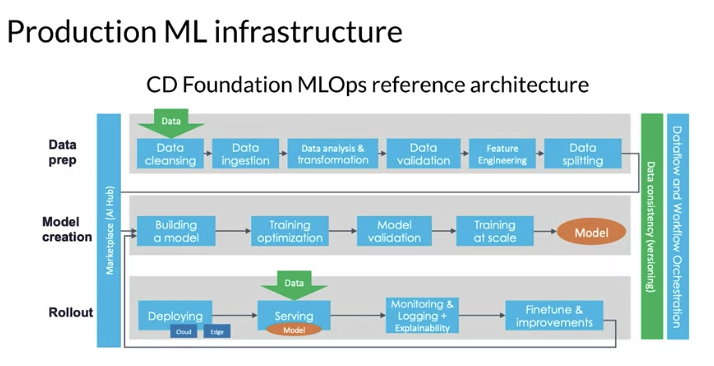 Production ML infrastructure
CD Foundation MLOps reference architecture
Data
prep
Data
Data
cleansing
Data
ingestion
Data analysis &
transformation
Data
validation
Feature
Engineering
Data
splitting
Model
creation
Building
a model
Training
optimization
Model
validation
Training
at scale
Model
Rollout
Data
Deploying
Cloud
Edge
Serving
Model
Monitoring &
Logging +
Explainability
Finetune &
improvements
Marketplace (AI Hub)
Data consistency (versioning)
Dataflow and Workflow Orchestration